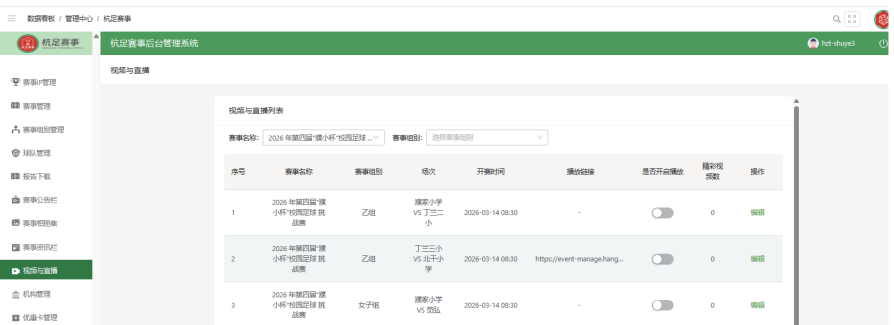 数据看板 / 管理中心 / 杭足赛事
杭足赛事
杭足赛事后台管理系统
hzt-shuye3
视频与直播
赛事IP管理
赛事管理
赛事组别管理
球队管理
报告下载
赛事公告栏
赛事相册集
赛事资讯栏
视频与直播
机构管理
优惠卡管理
视频与直播列表
赛事名称: 2026 年第四届“濮小杯”校园足球 ... 赛事组别: 选择赛事组别
序号 赛事名称 赛事组别 场次 开赛时间 播放链接 是否开启播放 精彩视频数 操作
1 2026 年第四届“濮小杯”校园足球 挑战赛 乙组 濮家小学 VS 丁兰二小 2026-03-14 08:30 - 0 编辑
2 2026 年第四届“濮小杯”校园足球 挑战赛 乙组 丁兰三小 VS 北干小学 2026-03-14 08:30 https://event-manage.hang... 0 编辑
3 2026 年第四届“濮小杯”校园足球 挑战赛 女子组 濮家小学 VS 范弘 2026-03-14 08:30 - 0 编辑